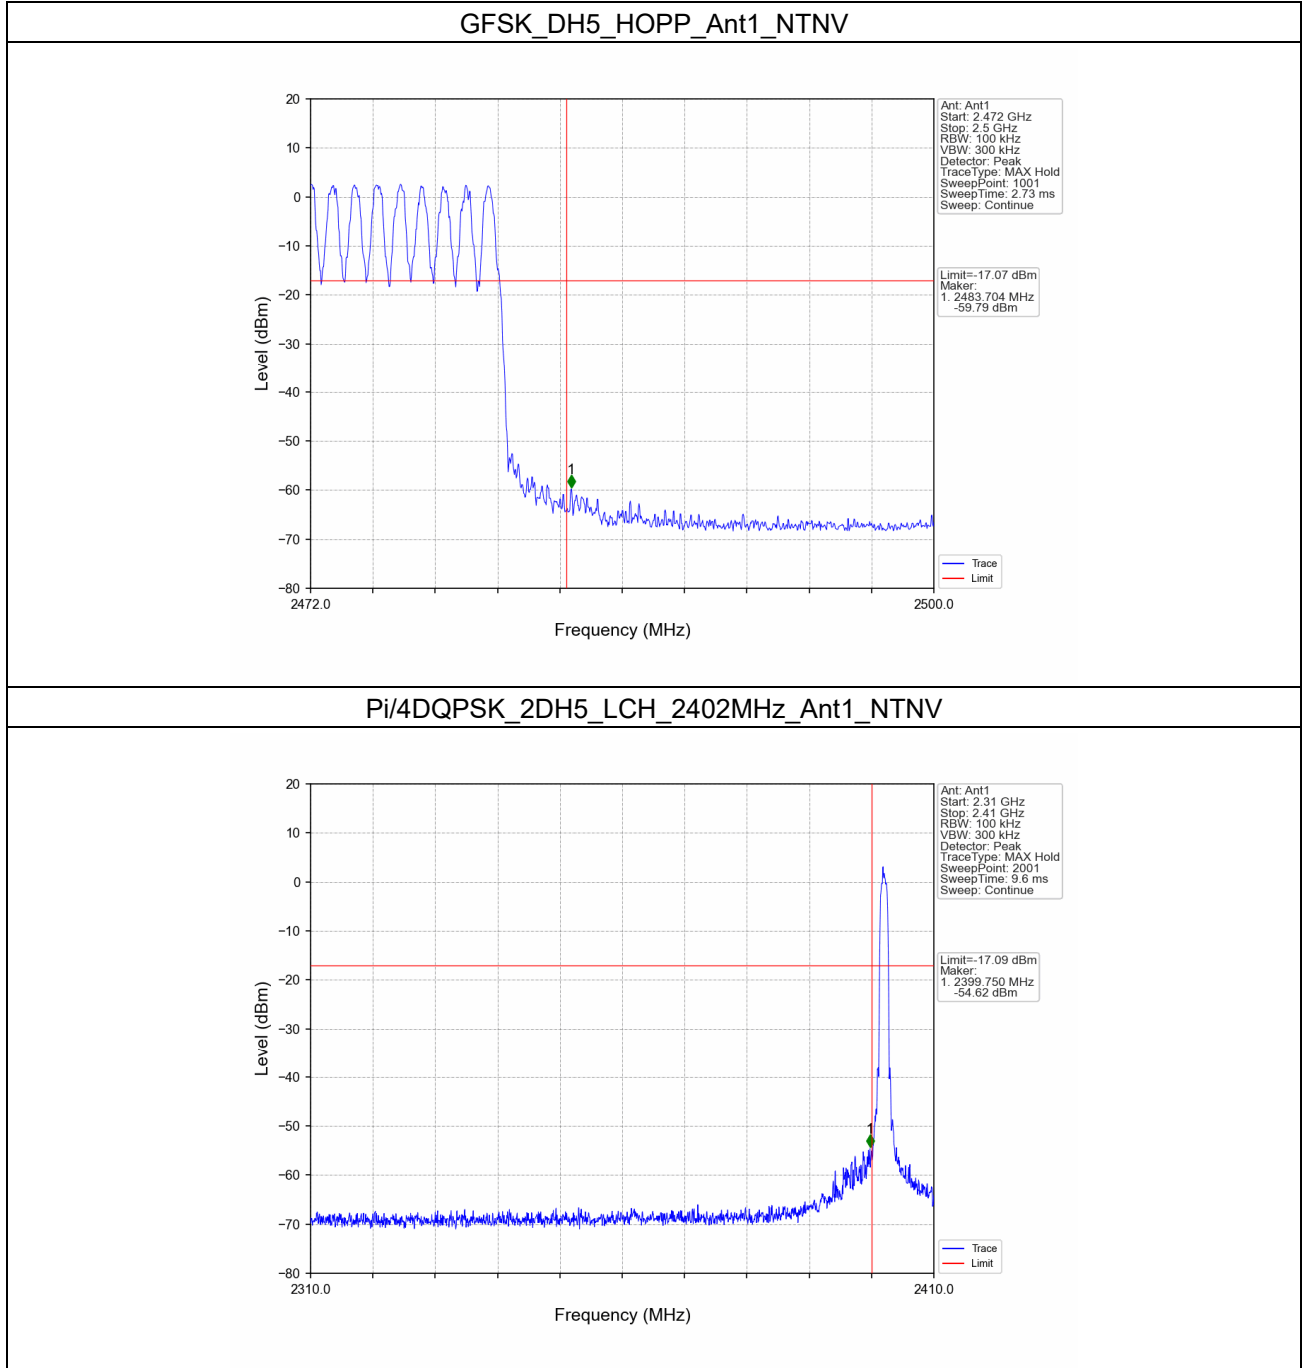 GFSK_DH5_HOPP_Ant1_NTNV
20
10
0
−10
−20
−30
−40
−50
−60
−70
−80
Level (dBm)
1
2472.0
2500.0
Frequency (MHz)
Ant: Ant1
Start: 2.472 GHz
Stop: 2.5 GHz
RBW: 100 kHz
VBW: 300 kHz
Detector: Peak
TraceType: MAX Hold
SweepPoint: 1001
SweepTime: 2.73 ms
Sweep: Continue
Limit=-17.07 dBm
Maker:
1. 2483.704 MHz
-59.79 dBm
Trace
Limit
Pi/4DQPSK_2DH5_LCH_2402MHz_Ant1_NTNV
20
10
0
−10
−20
−30
−40
−50
−60
−70
−80
Level (dBm)
1
2310.0
2410.0
Frequency (MHz)
Ant: Ant1
Start: 2.31 GHz
Stop: 2.41 GHz
RBW: 100 kHz
VBW: 300 kHz
Detector: Peak
TraceType: MAX Hold
SweepPoint: 2001
SweepTime: 9.6 ms
Sweep: Continue
Limit=-17.09 dBm
Maker:
1. 2399.750 MHz
-54.62 dBm
Trace
Limit